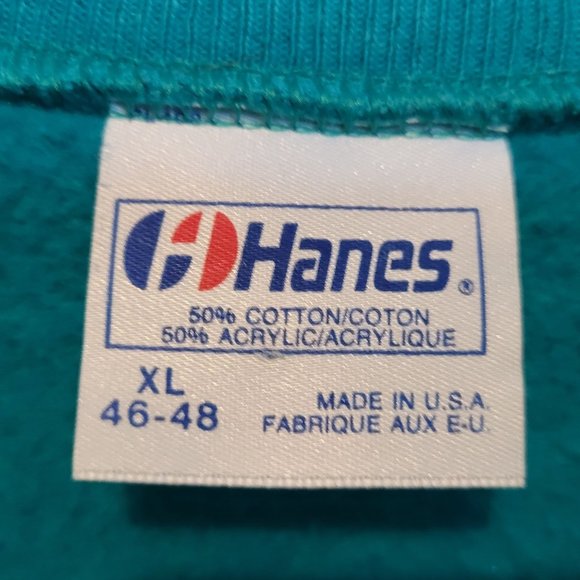 Hanes®
50% COTTON/COTON
50% ACRYLIC/ACRYLIQUE
XL
46-48
MADE IN U.S.A.
FABRIQUE AUX E-U.